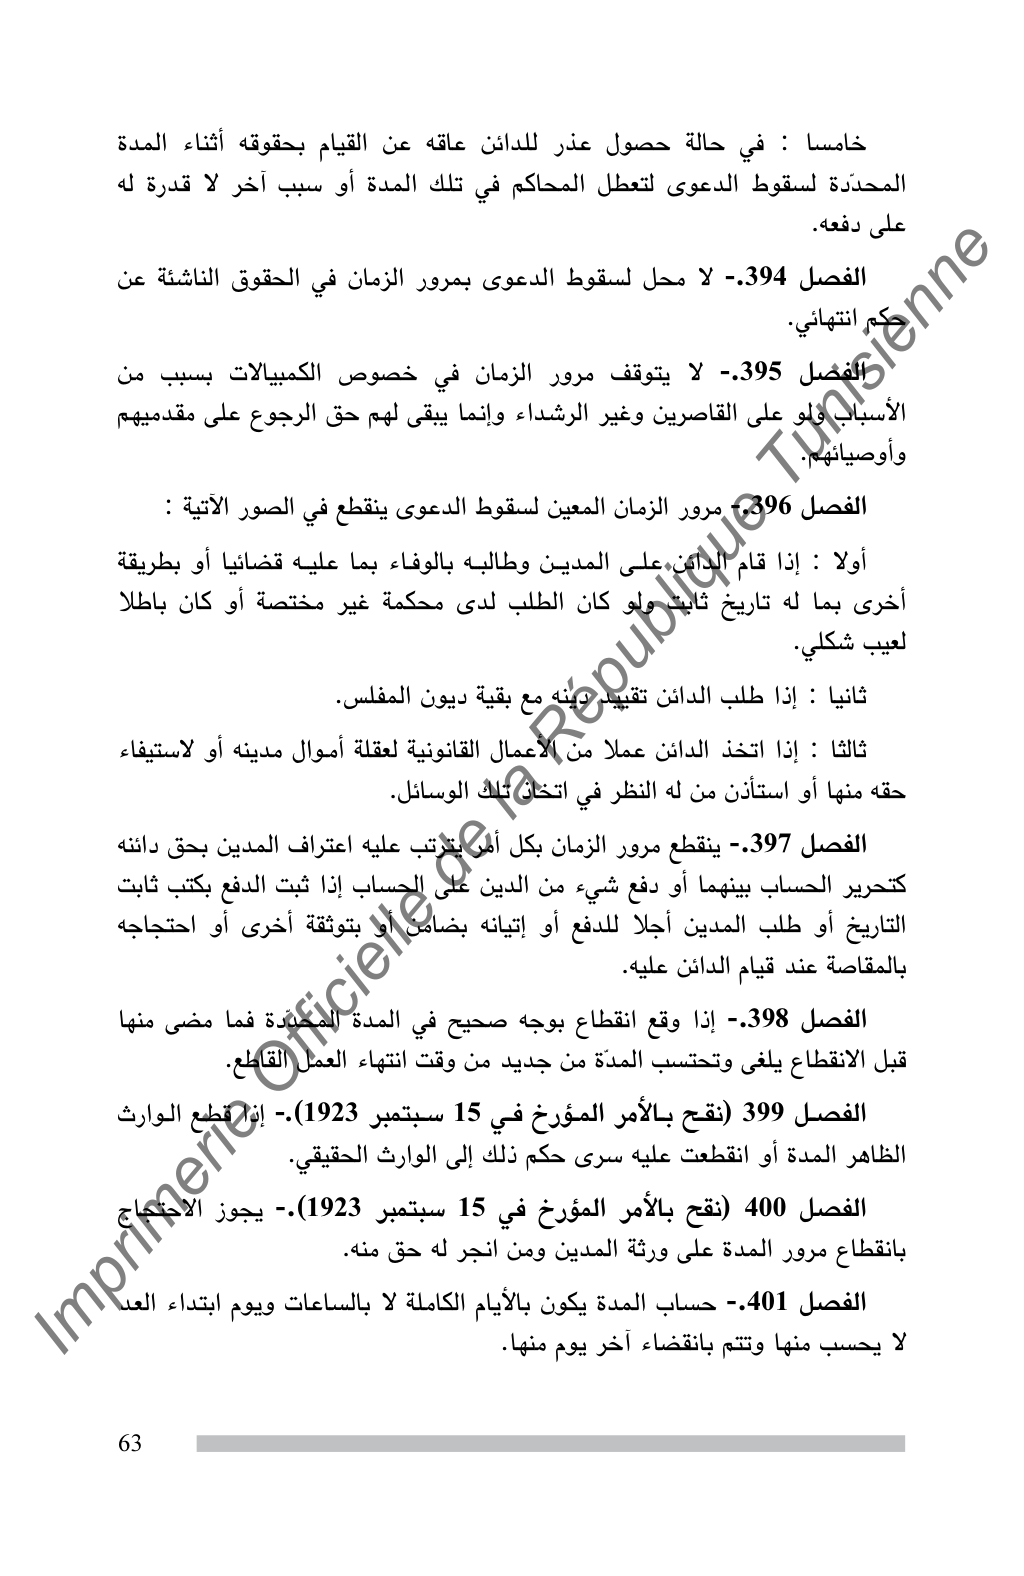 خامسا : في حالة حصول عذر للدائن عاقه عن القيام بحقوقه أثناء المدة
المحدّدة لسقوط الدعوى لتعطل المحاكم في تلك المدة أو سبب آخر لا قدرة له
على دفعه.
الفصل 394.- لا محل لسقوط الدعوى بمرور الزمان في الحقوق الناشئة عن
حكم انتهائي.
الفصل 395.- لا يتوقف مرور الزمان في خصوص الكمبيالات بسبب من
الأسباب ولو على القاصرين وغير الرشداء وإنما يبقى لهم حق الرجوع على مقدميهم
وأوصيائهم.
الفصل 396.- مرور الزمان المعين لسقوط الدعوى ينقطع في الصور الآتية :
أولا : إذا قام الدائن على المدين وطالبه بالوفاء بما عليه قضائيا أو بطريقة
أخرى بما له تاريخ ثابت ولو كان الطلب لدى محكمة غير مختصة أو كان باطلا
لعيب شكلي.
ثانيا : إذا طلب الدائن تقييد دينه مع بقية ديون المفلس.
ثالثا : إذا اتخذ الدائن عملا من الأعمال القانونية لعقلة أموال مدينه أو لاستيفاء
حقه منها أو استأذن من له النظر في اتخاذ تلك الوسائل.
الفصل 397.- ينقطع مرور الزمان بكل أمر يترتب عليه اعتراف المدين بحق دائنه
كتحرير الحساب بينهما أو دفع شيء من الدين على الحساب إذا ثبت الدفع بكتب ثابت
التاريخ أو طلب المدين أجلا للدفع أو إتيانه بضامن أو بتوثقة أخرى أو احتجاجه
بالمقاصة عند قيام الدائن عليه.
الفصل 398.- إذا وقع انقطاع بوجه صحيح في المدة المحدّدة فما مضى منها
قبل الانقطاع يلغى وتحتسب المدّة من جديد من وقت انتهاء العمل القاطع.
الفصل 399 (نقح بالأمر المؤرخ في 15 سبتمبر 1923).- إذا قطع الوارث
الظاهر المدة أو انقطعت عليه سرى حكم ذلك إلى الوارث الحقيقي.
الفصل 400 (نقح بالأمر المؤرخ في 15 سبتمبر 1923).- يجوز الاحتجاج
بانقطاع مرور المدة على ورثة المدين ومن انجر له حق منه.
الفصل 401.- حساب المدة يكون بالأيام الكاملة لا بالساعات ويوم ابتداء العد
لا يحسب منها وتتم بانقضاء آخر يوم منها.
63
Imprimerie Officielle de la République Tunisienne